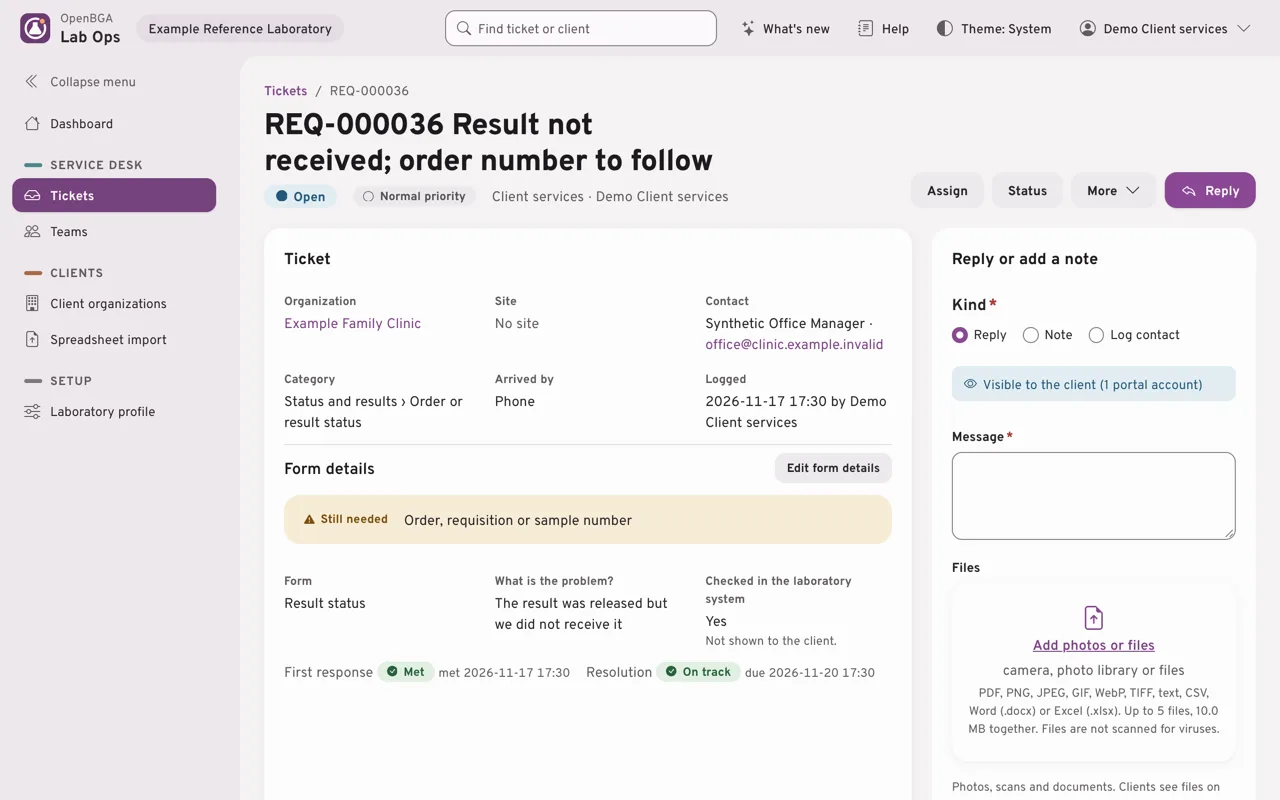 OpenBGA
Lab Ops
Example Reference Laboratory
Find ticket or client
What's new
Help
Theme: System
Demo Client services
Collapse menu
Dashboard
SERVICE DESK
Tickets
Teams
CLIENTS
Client organizations
Spreadsheet import
SETUP
Laboratory profile
Tickets / REQ-000036
REQ-000036 Result not
received; order number to follow
Open
Normal priority
Client services · Demo Client services
Assign
Status
More
Reply
Ticket
Organization
Example Family Clinic
Site
No site
Contact
Synthetic Office Manager ·
office@clinic.example.invalid
Category
Status and results › Order or
result status
Arrived by
Phone
Logged
2026-11-17 17:30 by Demo
Client services
Form details
Edit form details
Still needed
Order, requisition or sample number
Form
Result status
What is the problem?
The result was released but
we did not receive it
Checked in the laboratory
system
Yes
Not shown to the client.
First response Met met 2026-11-17 17:30
Resolution On track due 2026-11-20 17:30
Reply or add a note
Kind*
Reply
Note
Log contact
Visible to the client (1 portal account)
Message*
Files
Add photos or files
camera, photo library or files
PDF, PNG, JPEG, GIF, WebP, TIFF, text, CSV,
Word (.docx) or Excel (.xlsx). Up to 5 files, 10.0
MB together. Files are not scanned for viruses.
Photos, scans and documents. Clients see files on